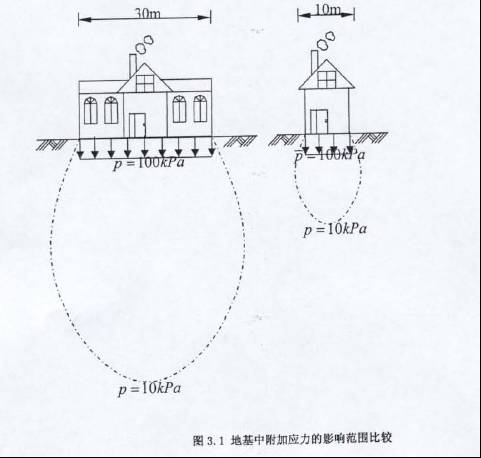 30m
10m
p = 100kPa
p = 100kPa
p = 10kPa
p = 10kPa
图 3.1 地基中附加应力的影响范围比较